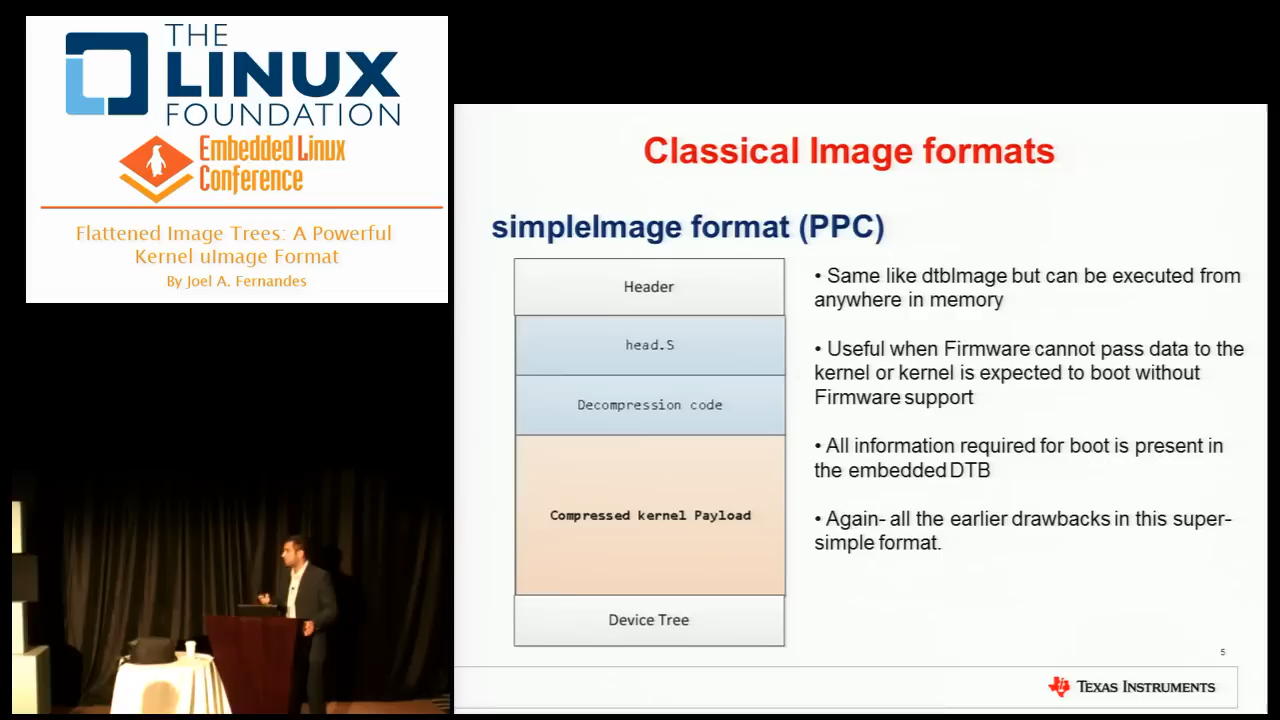 THE
LINUX
FOUNDATION
Embedded Linux
Conference
Flattened Image Trees: A Powerful
Kernel uImage Format
By Joel A. Fernandes
Classical Image formats
simpleImage format (PPC)
Header
head.S
Decompression code
Compressed kernel Payload
Device Tree
• Same like dtbImage but can be executed from
anywhere in memory
• Useful when Firmware cannot pass data to the
kernel or kernel is expected to boot without
Firmware support
• All information required for boot is present in
the embedded DTB
• Again- all the earlier drawbacks in this super-
simple format.
5
TEXAS INSTRUMENTS